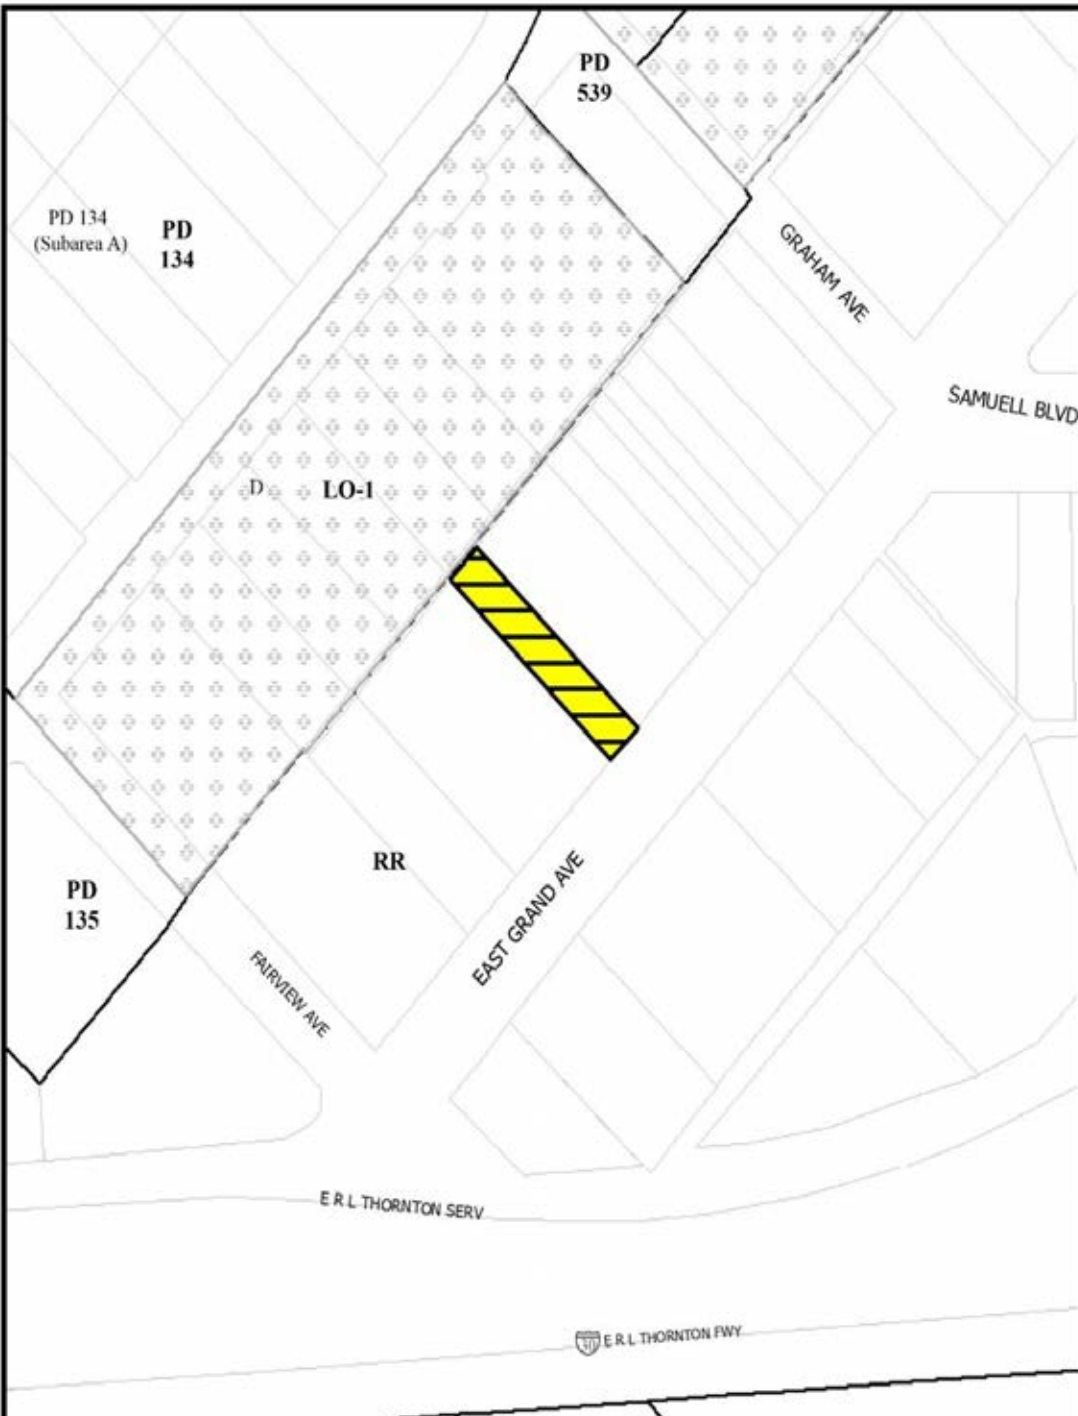 PD
539
PD 134
(Subarea A)
PD
134
GRAHAM AVE
SAMUELL BLVD
D
LO-1
RR
PD
135
EAST GRAND AVE
FAIRVIEW AVE
E R L THORNTON SERV
30
E R L THORNTON FWY